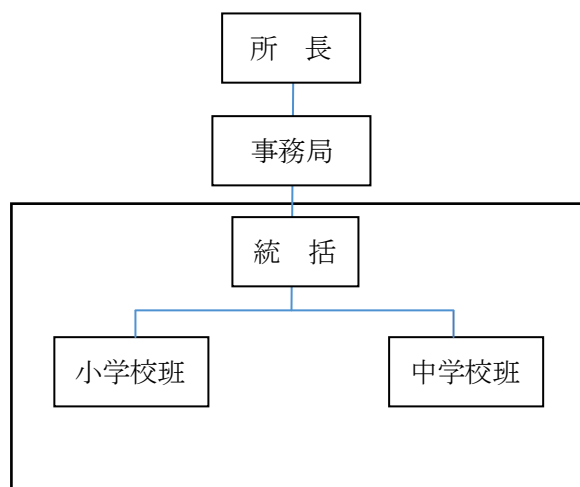 所　長
事務局
統　括
小学校班
中学校班